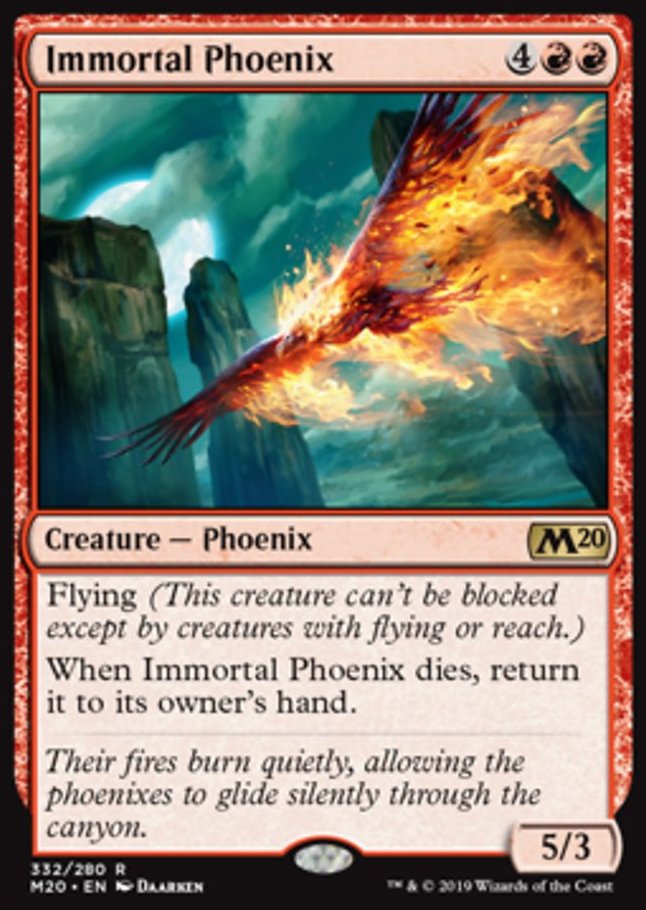 Immortal Phoenix 4
Creature — Phoenix M20
Flying (This creature can't be blocked
except by creatures with flying or reach.)
When Immortal Phoenix dies, return
it to its owner's hand.
Their fires burn quietly, allowing the
phoenixes to glide silently through the
canyon.
5/3
332/280 R
M20 • EN DAARKEN ™ & © 2019 Wizards of the Coast